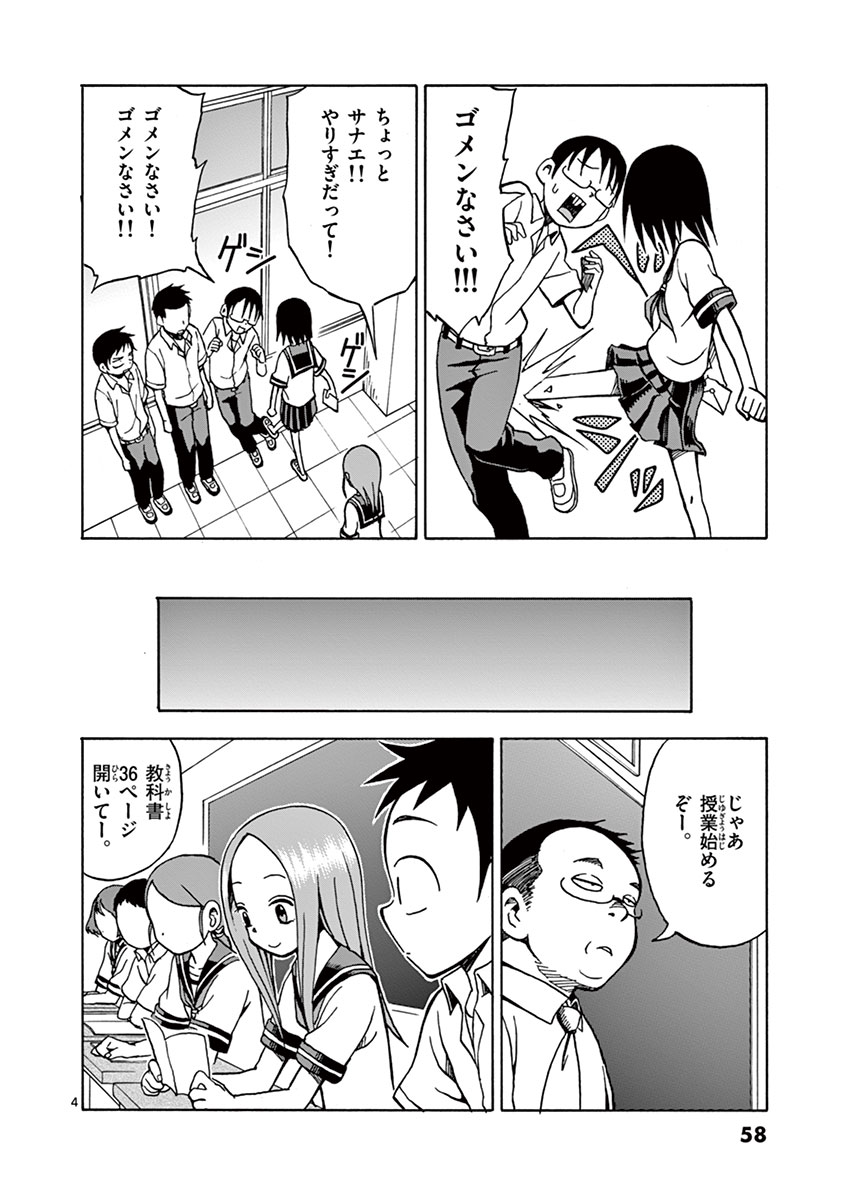 ゴメンなさい!!!
ちょっと
サナエ!!
やりすぎだって!
ゲシ
ゲシ
ゴメンなさい!
ゴメンなさい!!
じゃあ
授業始める
ぞー。
教科書
36ページ
開いてー。
4
58